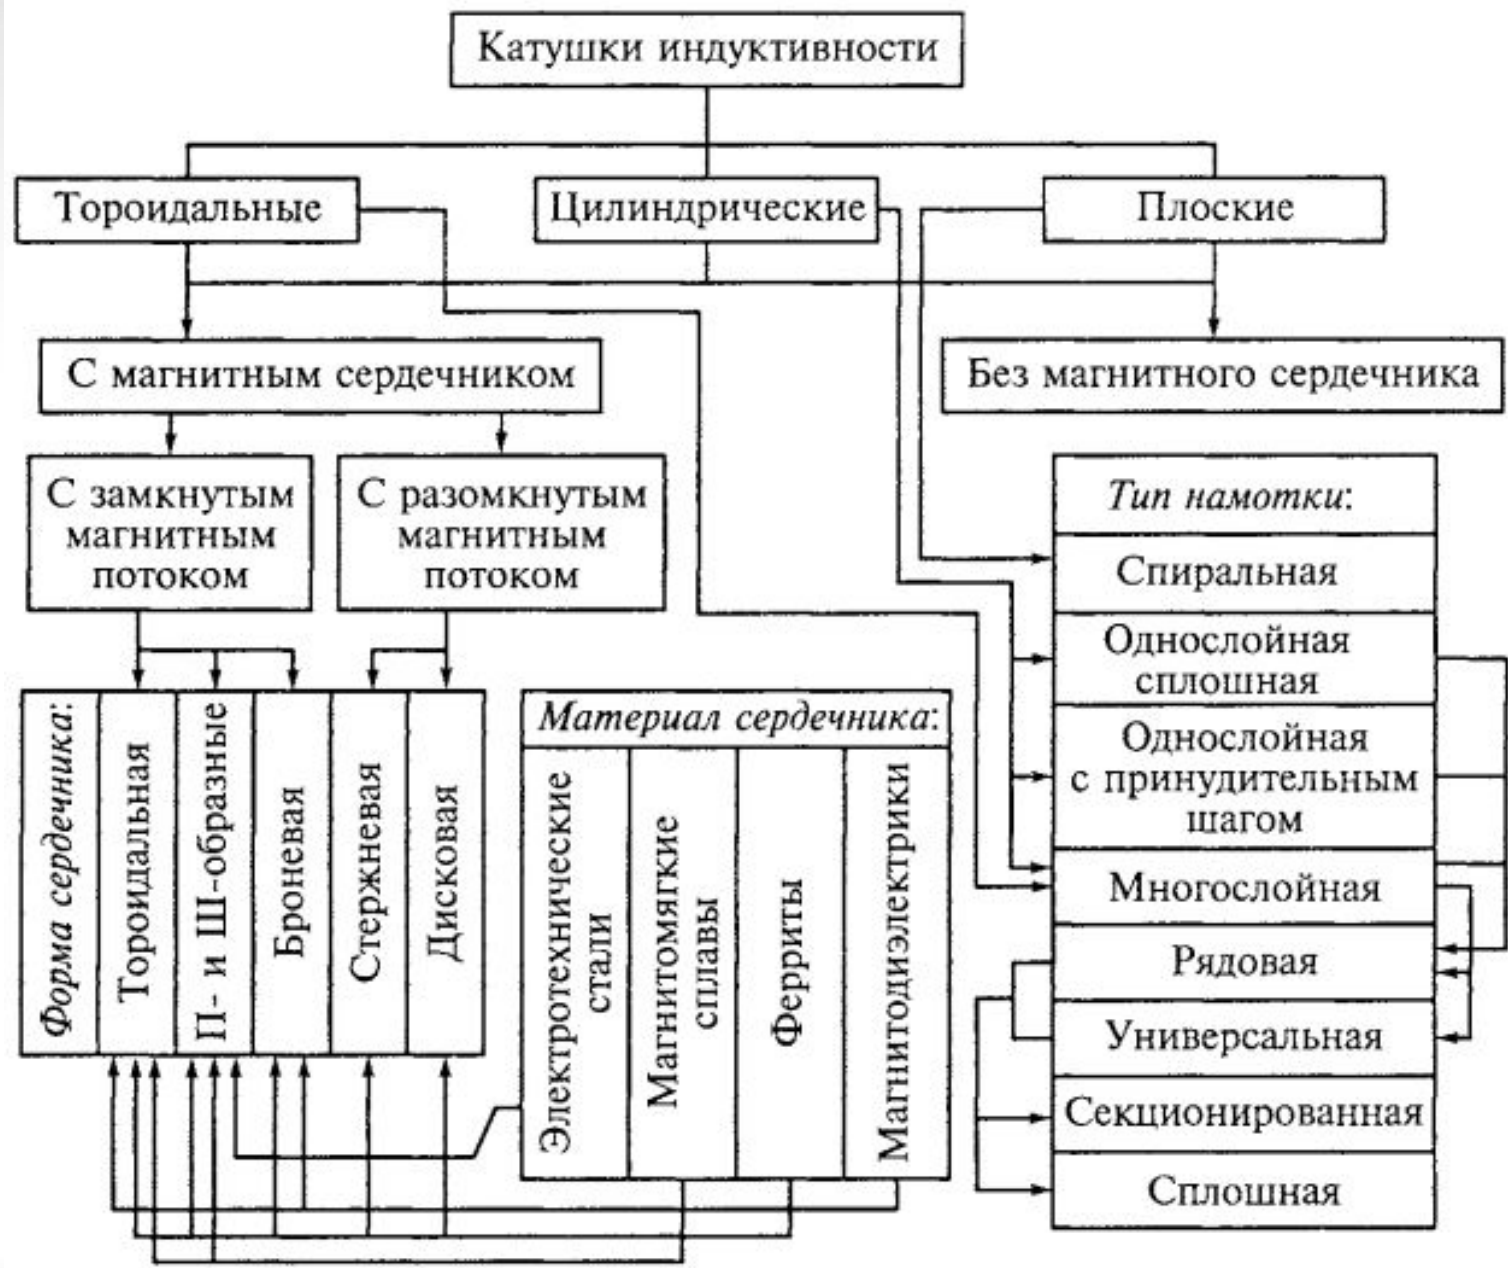 Катушки индуктивности
Тороидальные
Цилиндрические
Плоские
С магнитным сердечником
Без магнитного сердечника
С замкнутым
магнитным
потоком
С разомкнутым
магнитным
потоком
Форма сердечника:
Тороидальная
П- и Ш-образные
Броневая
Стержневая
Дисковая
Материал сердечника:
Электротехнические
стали
Магнитомягкие
сплавы
Ферриты
Магнитодиэлектрики
Тип намотки:
Спиральная
Однослойная
сплошная
Однослойная
с принудительным
шагом
Многослойная
Рядовая
Универсальная
Секционированная
Сплошная